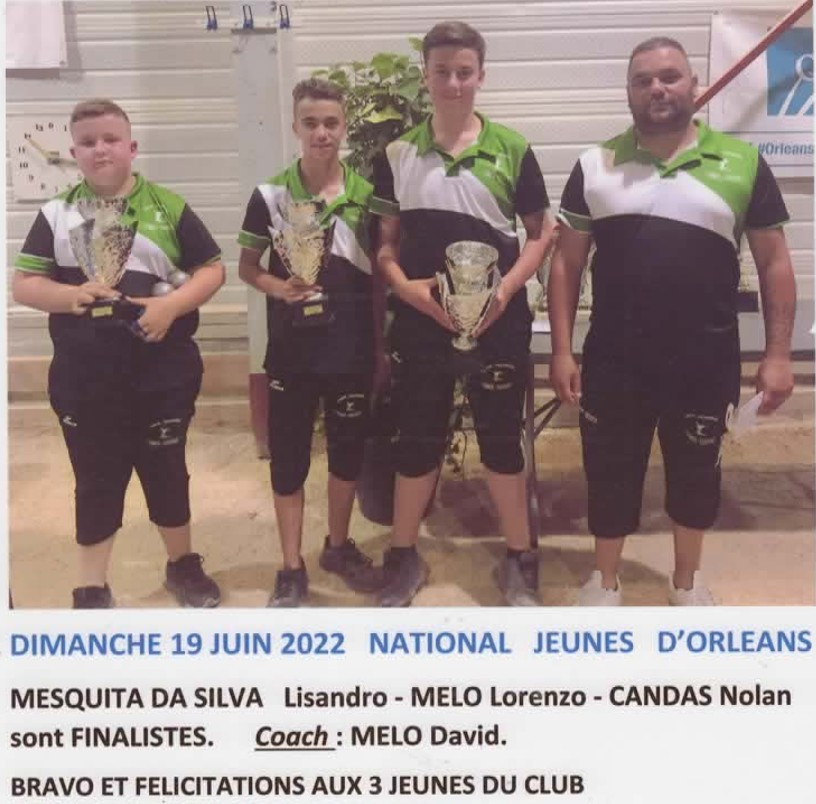 #Orleans
DIMANCHE 19 JUIN 2022 NATIONAL JEUNES D'ORLEANS
MESQUITA DA SILVA Lisandro - MELO Lorenzo - CANDAS Nolan
sont FINALISTES. Coach : MELO David.
BRAVO ET FELICITATIONS AUX 3 JEUNES DU CLUB